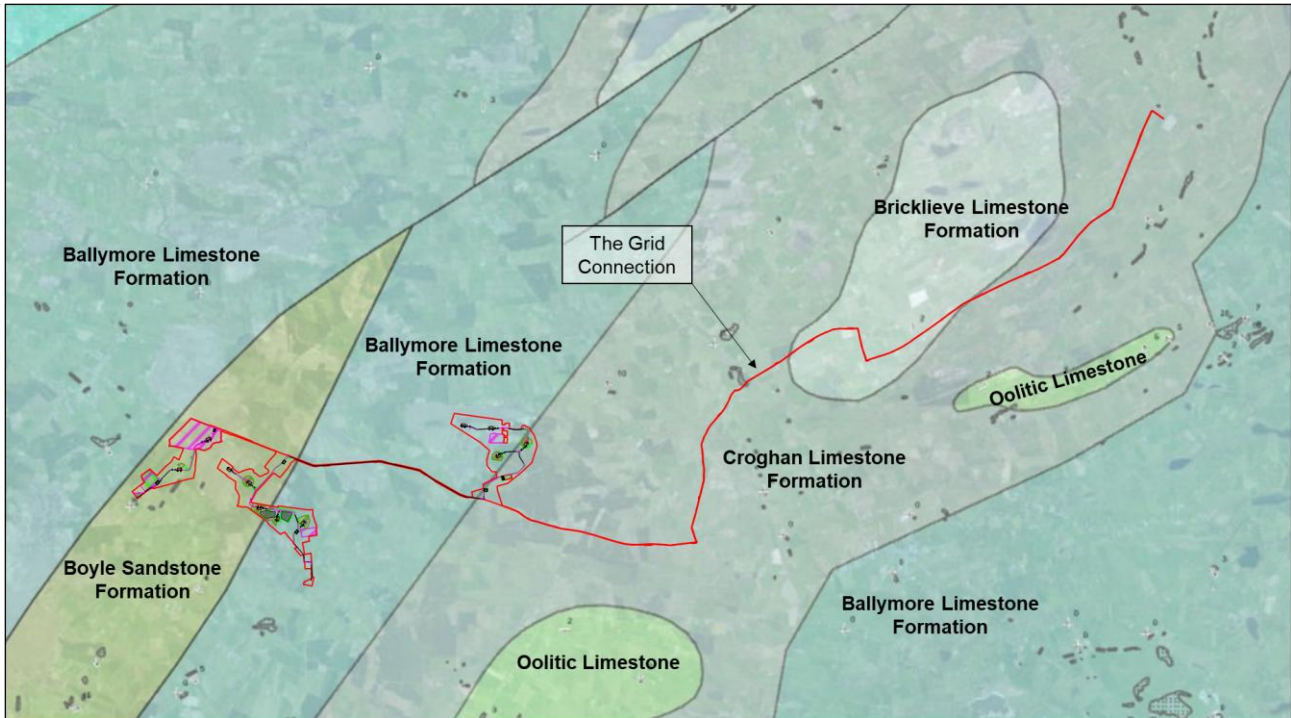 Bricklieve Limestone
Formation
The Grid
Connection
Ballymore Limestone
Formation
Ballymore Limestone
Formation
Oolitic Limestone
Croghan Limestone
Formation
Boyle Sandstone
Formation
Ballymore Limestone
Formation
Oolitic Limestone